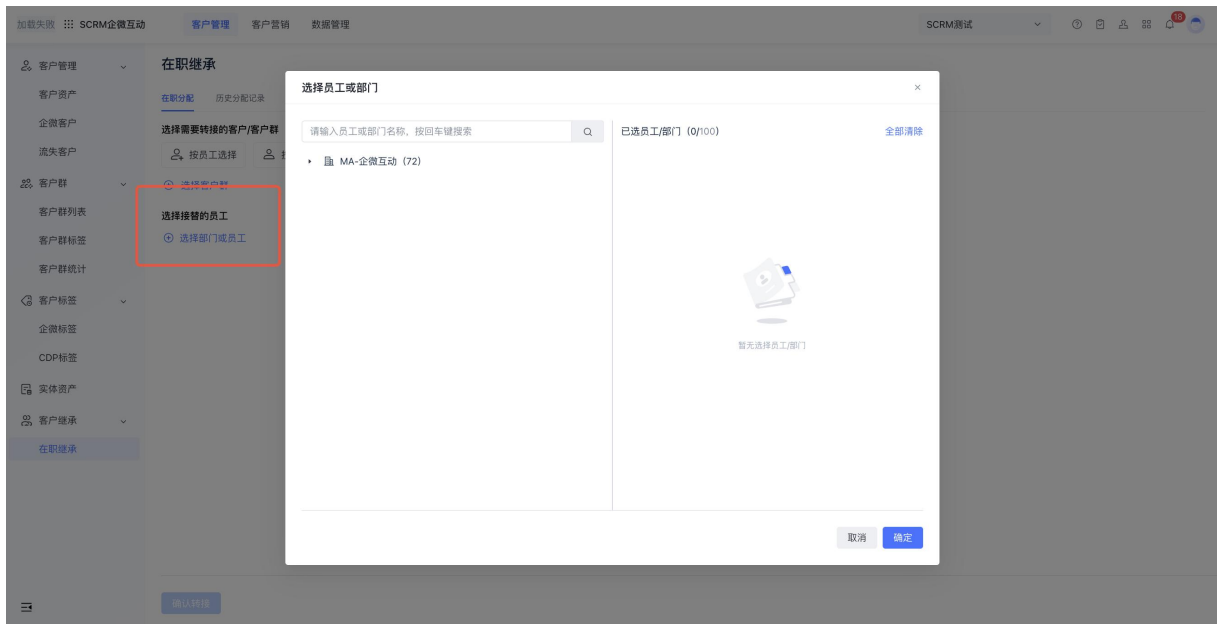 加载失败 SCRM企微互动 客户管理 客户营销 数据管理 SCRM测试 18
客户管理
客户资产
企微客户
流失客户
客户群
客户群列表
客户群标签
客户群统计
客户标签
企微标签
CDP标签
实体资产
客户继承
在职继承
在职继承
在职分配 历史分配记录
选择需要转接的客户/客户群
按员工选择
选择客户群
选择接替的员工
选择部门或员工
确认转接
选择员工或部门
请输入员工或部门名称，按回车键搜索
MA-企微互动（72）
已选员工/部门（0/100） 全部清除
暂无选择员工/部门
取消 确定